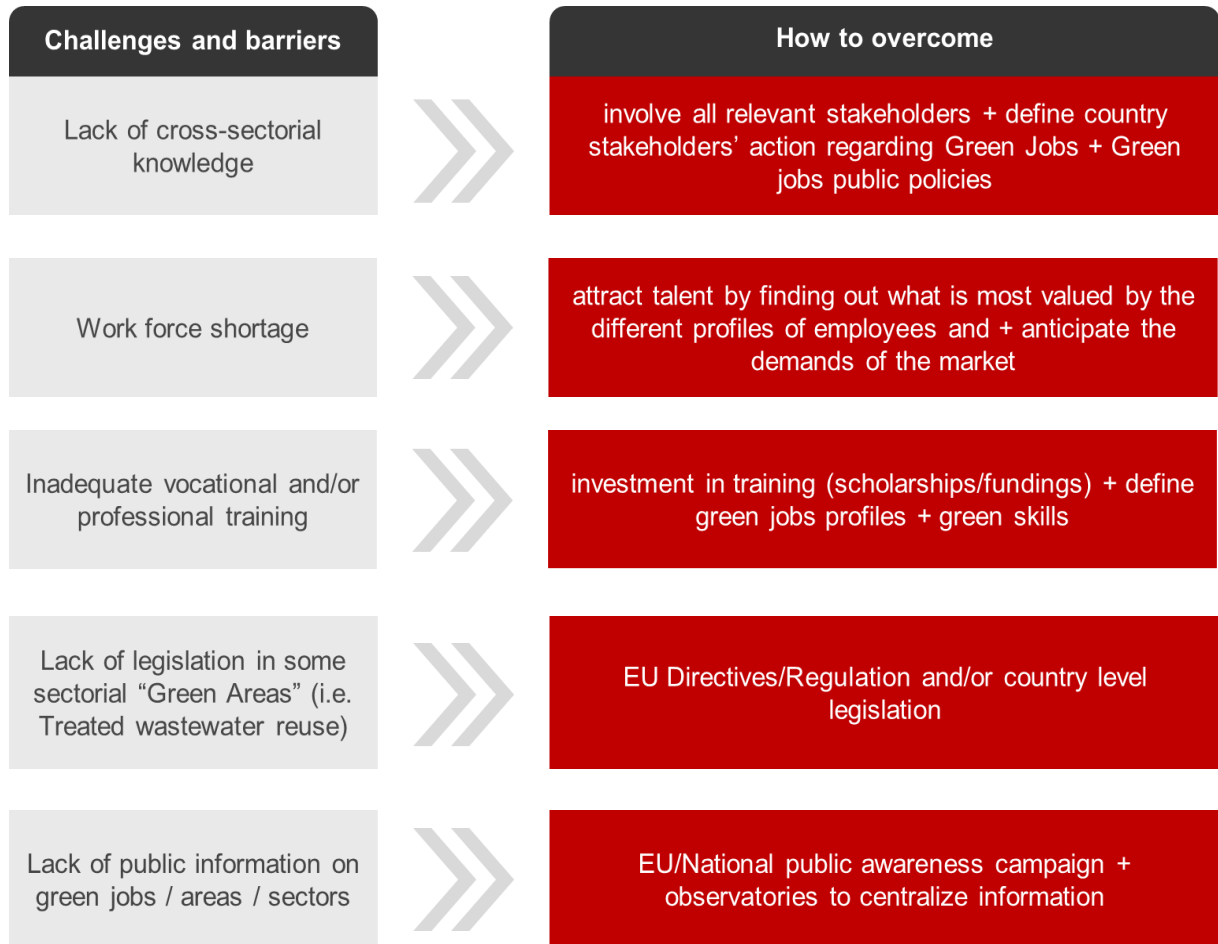 Challenges and barriers
How to overcome
Lack of cross-sectorial
knowledge
involve all relevant stakeholders + define country
stakeholders’ action regarding Green Jobs + Green
jobs public policies
Work force shortage
attract talent by finding out what is most valued by the
different profiles of employees and + anticipate the
demands of the market
Inadequate vocational and/or
professional training
investment in training (scholarships/fundings) + define
green jobs profiles + green skills
Lack of legislation in some
sectorial “Green Areas” (i.e.
Treated wastewater reuse)
EU Directives/Regulation and/or country level
legislation
Lack of public information on
green jobs / areas / sectors
EU/National public awareness campaign +
observatories to centralize information